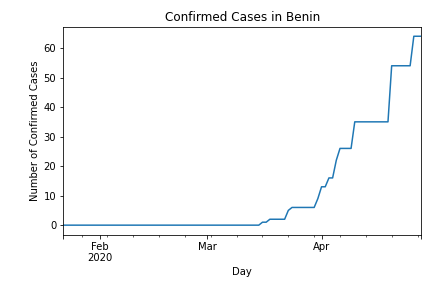 Confirmed Cases in Benin
60
50
40
30
20
10
0
Number of Confirmed Cases
Feb
2020
Mar
Apr
Day